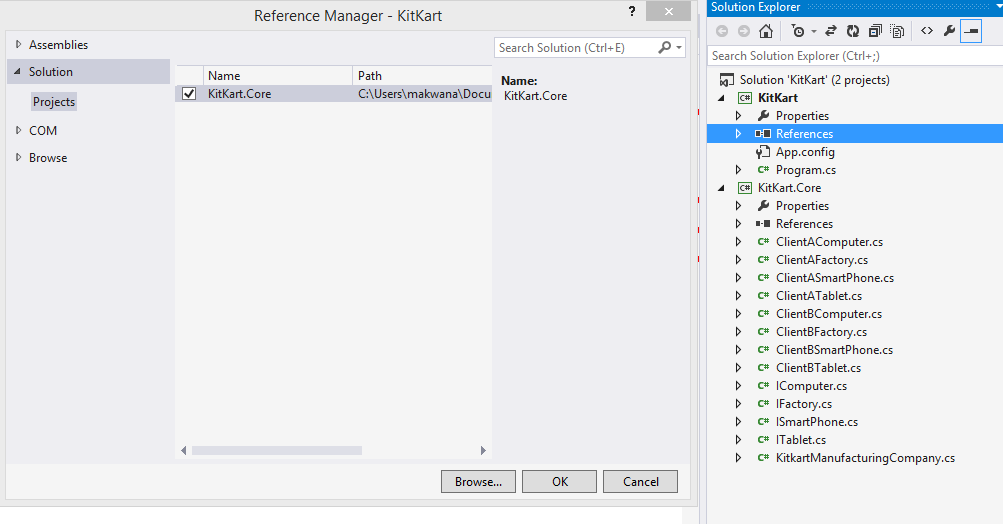 Reference Manager - KitKart
?
Assemblies
Solution
Projects
COM
Browse
Name
Path
KitKart.Core
C:\Users\makwana\Docu
Search Solution (Ctrl+E)
Name:
KitKart.Core
Browse...
OK
Cancel
Solution Explorer
Search Solution Explorer (Ctrl+;)
Solution 'KitKart' (2 projects)
C# KitKart
Properties
References
App.config
C# Program.cs
C# KitKart.Core
Properties
References
C# ClientAComputer.cs
C# ClientAFactory.cs
C# ClientASmartPhone.cs
C# ClientATablet.cs
C# ClientBComputer.cs
C# ClientBFactory.cs
C# ClientBSmartPhone.cs
C# ClientBTablet.cs
C# IComputer.cs
C# IFactory.cs
C# ISmartPhone.cs
C# ITablet.cs
C# KitkartManufacturingCompany.cs